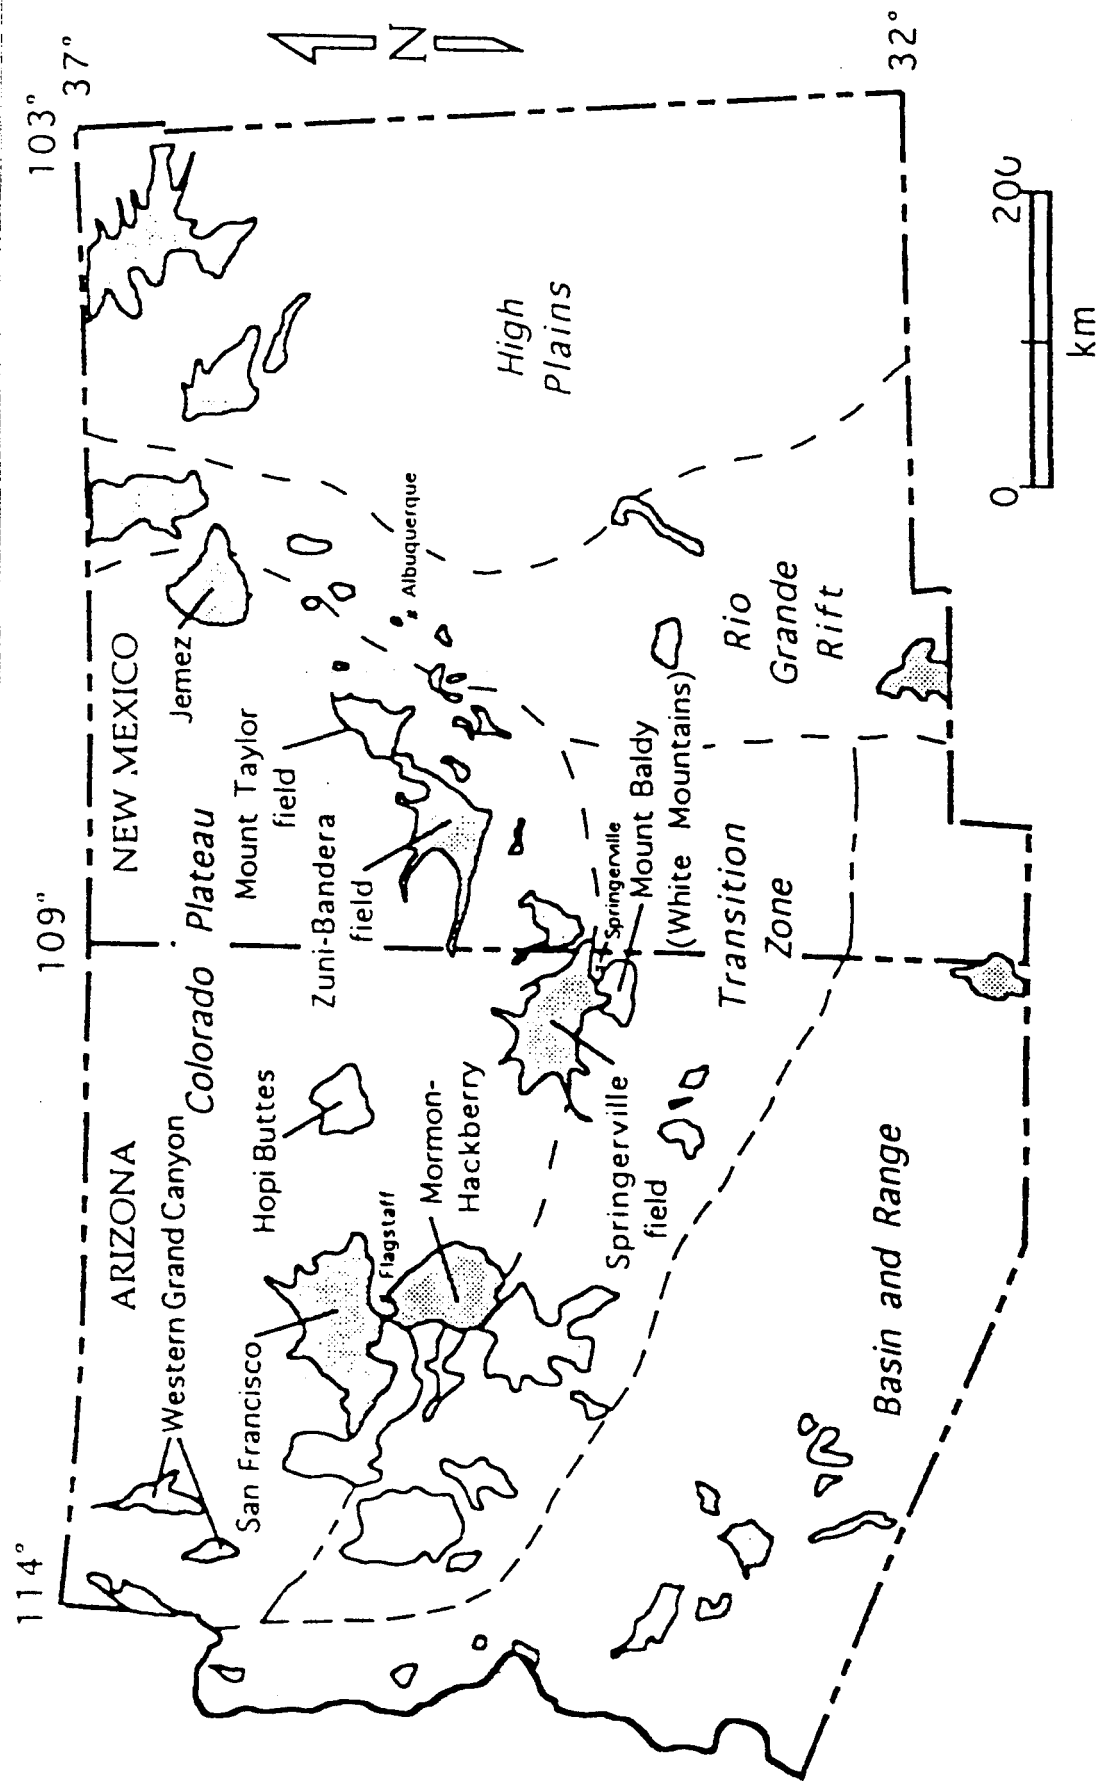 114°
109°
103°
37°
ARIZONA
NEW MEXICO
Western Grand Canyon
Colorado Plateau
Jemez
San Francisco
Hopi Buttes
Mount Taylor
field
Zuni-Bandera
field
Flagstaff
Albuquerque
N
Mormon-
Hackberry
High
Plains
Springerville
field
Springerville
Mount Baldy
(White Mountains)
Transition
Zone
Rio
Grande
Rift
Basin and Range
32°
0
200
km